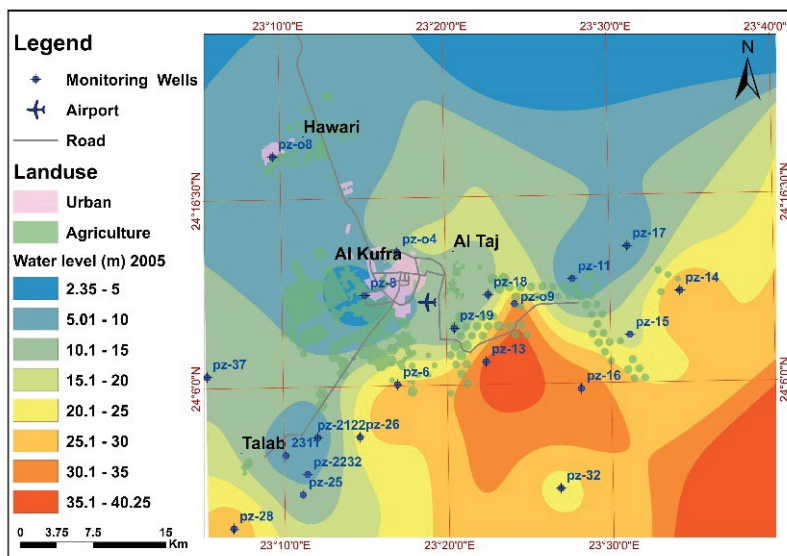 23°10'0"E 23°20'0"E 23°30'0"E 23°40'0"E
Legend
Monitoring Wells
Airport
Road
Landuse
Urban
Agriculture
Water level (m) 2005
2.35 - 5
5.01 - 10
10.1 - 15
15.1 - 20
20.1 - 25
25.1 - 30
30.1 - 35
35.1 - 40.25
0 3.75 7.5 15
Km
N
Hawari
pz-o8
24°16'30"N
24°16'30"N
pz-o4
Al Taj
pz-17
Al Kufra
pz-11
pz-8
pz-18
pz-14
pz-o9
pz-19
pz-15
pz-13
pz-37
pz-6
pz-16
24°6'0"N
24°6'0"N
pz-2122
pz-26
Talab
2311
pz-2232
pz-25
pz-32
pz-28
23°10'0"E 23°20'0"E 23°30'0"E